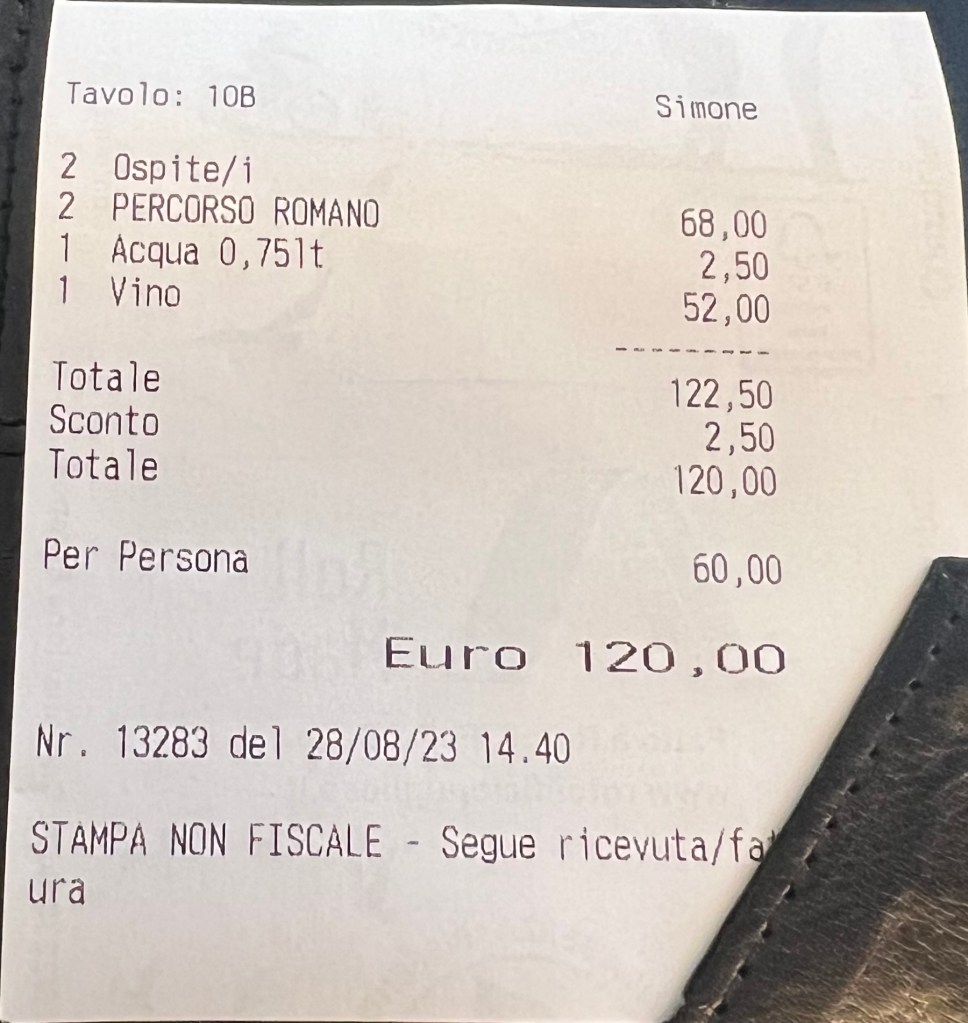 Tavolo: 10B Simone
2 Ospite/i
2 PERCORSO ROMANO 68,00
1 Acqua 0,75lt 2,50
1 Vino 52,00
---------
Totale 122,50
Sconto 2,50
Totale 120,00
Per Persona 60,00
Euro 120,00
Nr. 13283 del 28/08/23 14.40
STAMPA NON FISCALE - Segue ricevuta/fa
ura